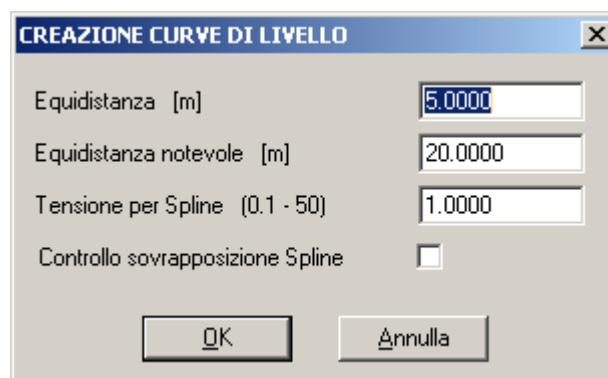 CREAZIONE CURVE DI LIVELLO
Equidistanza [m] 5.0000
Equidistanza notevole [m] 20.0000
Tensione per Spline (0.1 - 50) 1.0000
Controllo sovrapposizione Spline
OK Annulla